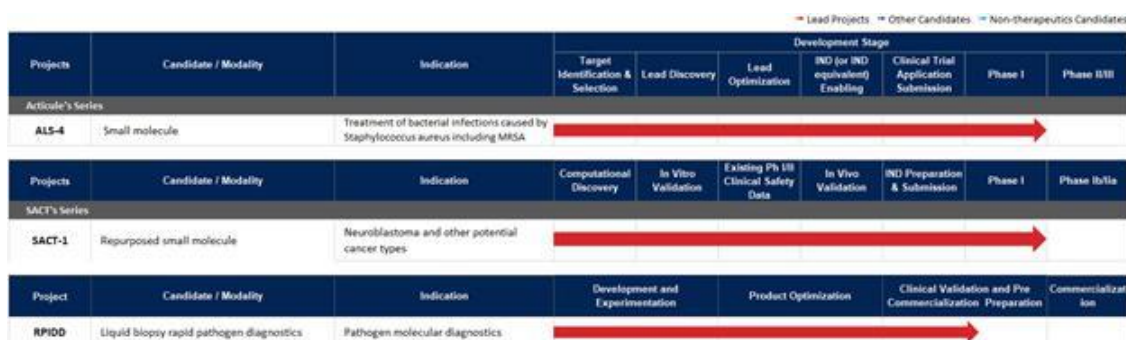 Lead Projects Other Candidates Non-therapeutics Candidates
Projects Candidate / Modality Indication Development Stage
Target Identification & Selection Lead Discovery Lead Optimization IND (or IND equivalent) Enabling Clinical Trial Application Submission Phase I Phase II/III
Acticule's Series
ALS-4 Small molecule Treatment of bacterial infections caused by
Staphylococcus aureus including MRSA
Projects Candidate / Modality Indication Computational Discovery In Vitro Validation Existing Ph I/II Clinical Safety Data In Vivo Validation IND Preparation & Submission Phase I Phase Ib/IIa
SACT's Series
SACT-1 Repurposed small molecule Neuroblastoma and other potential
cancer types
Project Candidate / Modality Indication Development and Experimentation Product Optimization Clinical Validation and Pre Commercialization Preparation Commercializat
ion
RPIDD Liquid biopsy rapid pathogen diagnostics Pathogen molecular diagnostics